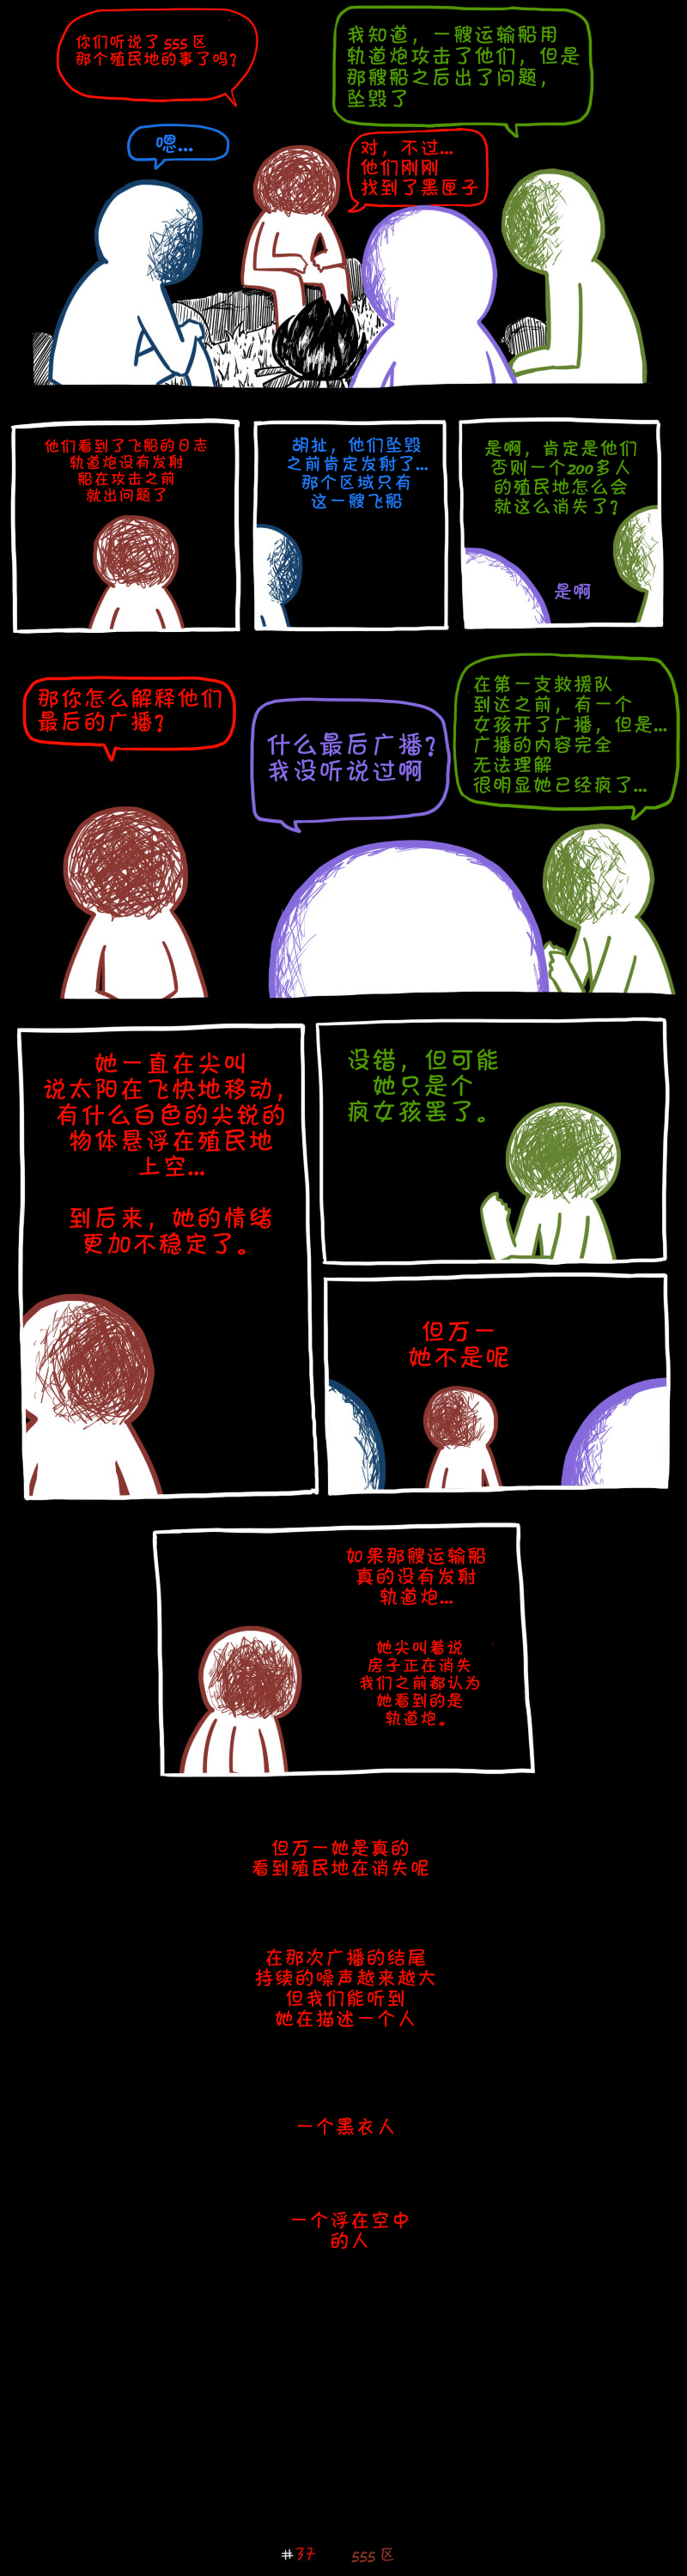 你们听说了 555 区
那个殖民地的事了吗?
我知道，一艘运输船用
轨道炮攻击了他们，但是
那艘船之后出了问题，
坠毁了
嗯...
对，不过...
他们刚刚
找到了黑匣子
他们看到了飞船的日志
轨道炮没有发射
船在攻击之前
就出问题了
胡扯，他们坠毁
之前肯定发射了...
那个区域只有
这一艘飞船
是啊，肯定是他们
否则一个200多人
的殖民地怎么会
就这么消失了?
是啊
那你怎么解释他们
最后的广播?
什么最后广播?
我没听说过啊
在第一支救援队
到达之前，有一个
女孩开了广播，但是...
广播的内容完全
无法理解
很明显她已经疯了...
她一直在尖叫
说太阳在飞快地移动，
有什么白色的尖锐的
物体悬浮在殖民地
上空...
到后来，她的情绪
更加不稳定了。
没错，但可能
她只是个
疯女孩罢了。
但万一
她不是呢
如果那艘运输船
真的没有发射
轨道炮...
她尖叫着说
房子正在消失
我们之前都认为
她看到的是
轨道炮。
但万一她是真的
看到殖民地在消失呢
在那次广播的结尾
持续的噪声越来越大
但我们能听到
她在描述一个人
一个黑衣人
一个浮在空中
的人
#37 555 区